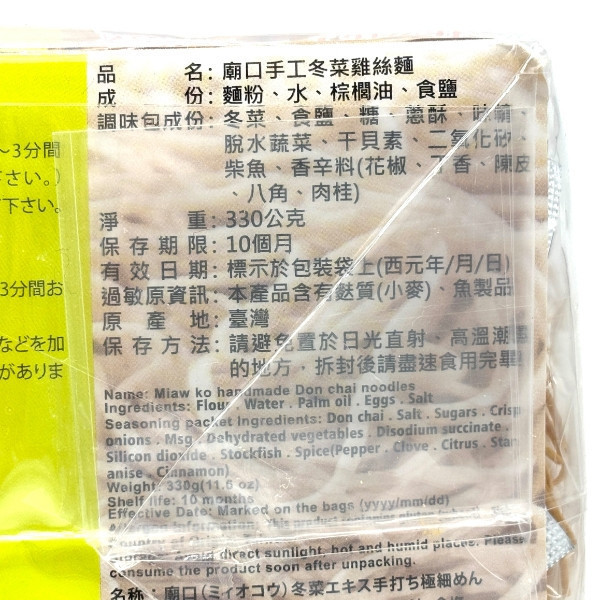 品名：廟口手工冬菜雞絲麵
成份：麵粉、水、棕櫚油、食鹽
調味包成份：冬菜、食鹽、糖、蔥酥、味精、
脫水蔬菜、干貝素、二氧化矽、
柴魚、香辛料(花椒、丁香、陳皮
、八角、肉桂)
淨重：330公克
保存期限：10個月
有效日期：標示於包裝袋上(西元年/月/日)
過敏原資訊：本產品含有麩質(小麥)、魚製品
原產地：臺灣
保存方法：請避免置於日光直射、高溫潮濕
的地方，拆封後請盡速食用完畢
Name: Miaw ko handmade Don chai noodles
Ingredients: Flour . Water . Palm oil . Eggs . Salt
Seasoning packet Ingredients: Don chai . Salt . Sugars . Crisp
onions . Msg . Dehydrated vegetables . Disodium succinate .
Silicon dioxide . Stockfish . Spice(Pepper . Clove . Citrus . Star
anise . Cinnamon)
Weight: 330g(11.6 oz)
Shelf life: 10 months
Effective Date: Marked on the bags (yyyy/mm/dd)
Country of
Avoid direct sunlight, hot and humid places. Please
consume the product soon after unpacking.
名称：廟口(ミィオコウ)冬菜エキス手打ち極細めん
～3分間
下さい。)
下さい。
3分間お
などを加
がありま